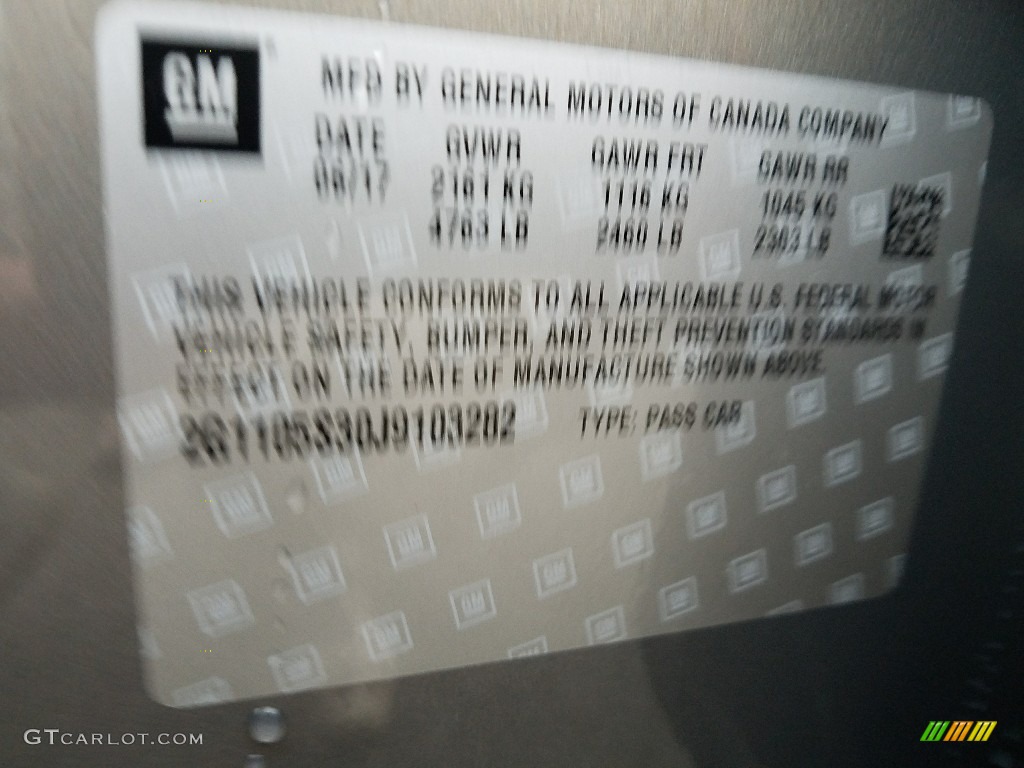 GM
MFD BY GENERAL MOTORS OF CANADA COMPANY
DATE GVWR GAWR FRT GAWR RR
06/17 2161 KG 1116 KG 1045 KG
4763 LB 2460 LB 2303 LB
THIS VEHICLE CONFORMS TO ALL APPLICABLE U.S. FEDERAL MOTOR
VEHICLE SAFETY, BUMPER, AND THEFT PREVENTION STANDARDS IN
EFFECT ON THE DATE OF MANUFACTURE SHOWN ABOVE.
2G1105S30J9103202 TYPE: PASS CAR
GTCARLOT.COM